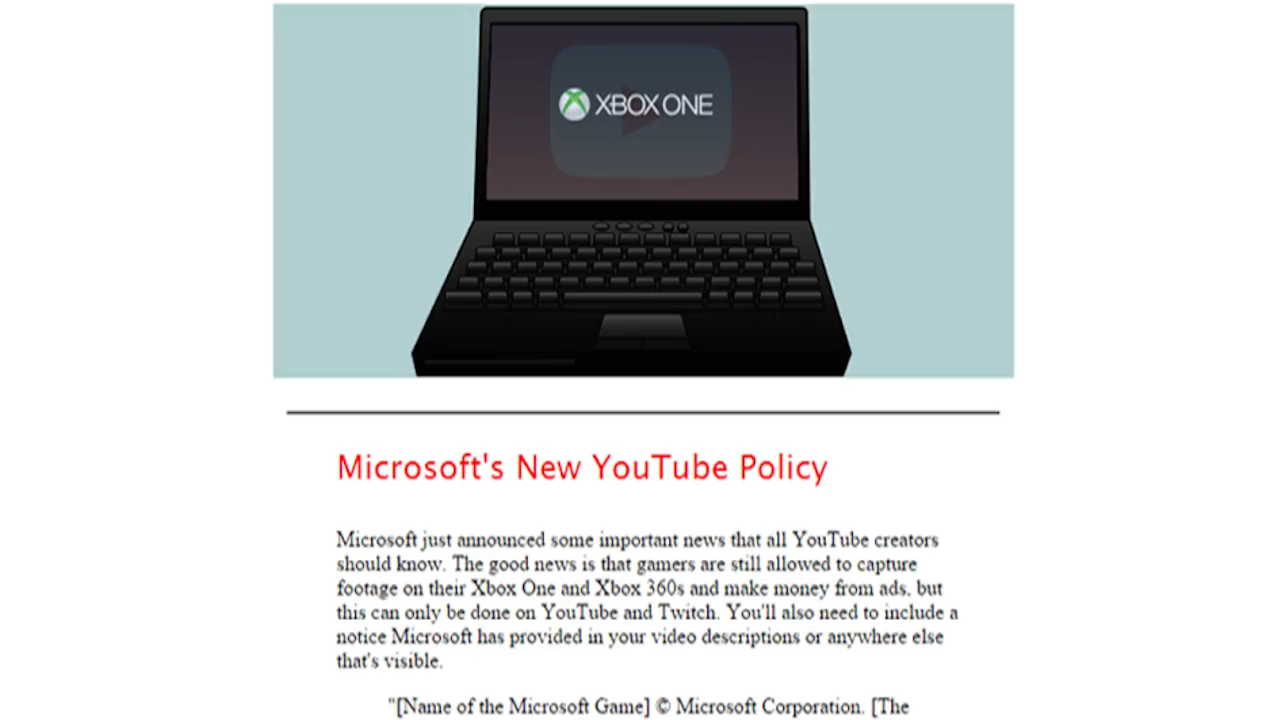 XBOX ONE
Microsoft's New YouTube Policy
Microsoft just announced some important news that all YouTube creators
should know. The good news is that gamers are still allowed to capture
footage on their Xbox One and Xbox 360s and make money from ads, but
this can only be done on YouTube and Twitch. You'll also need to include a
notice Microsoft has provided in your video descriptions or anywhere else
that's visible.
"[Name of the Microsoft Game] © Microsoft Corporation. [The